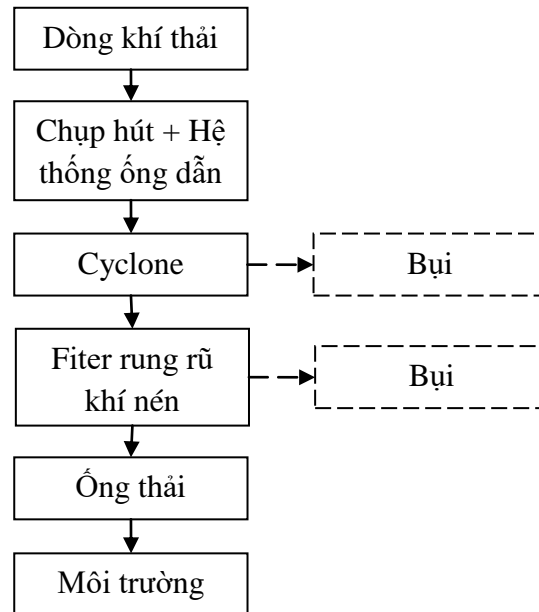 Dòng khí thải
Chụp hút + Hệ
thống ống dẫn
Cyclone
Bụi
Fiter rung rũ
khí nén
Bụi
Ống thải
Môi trường